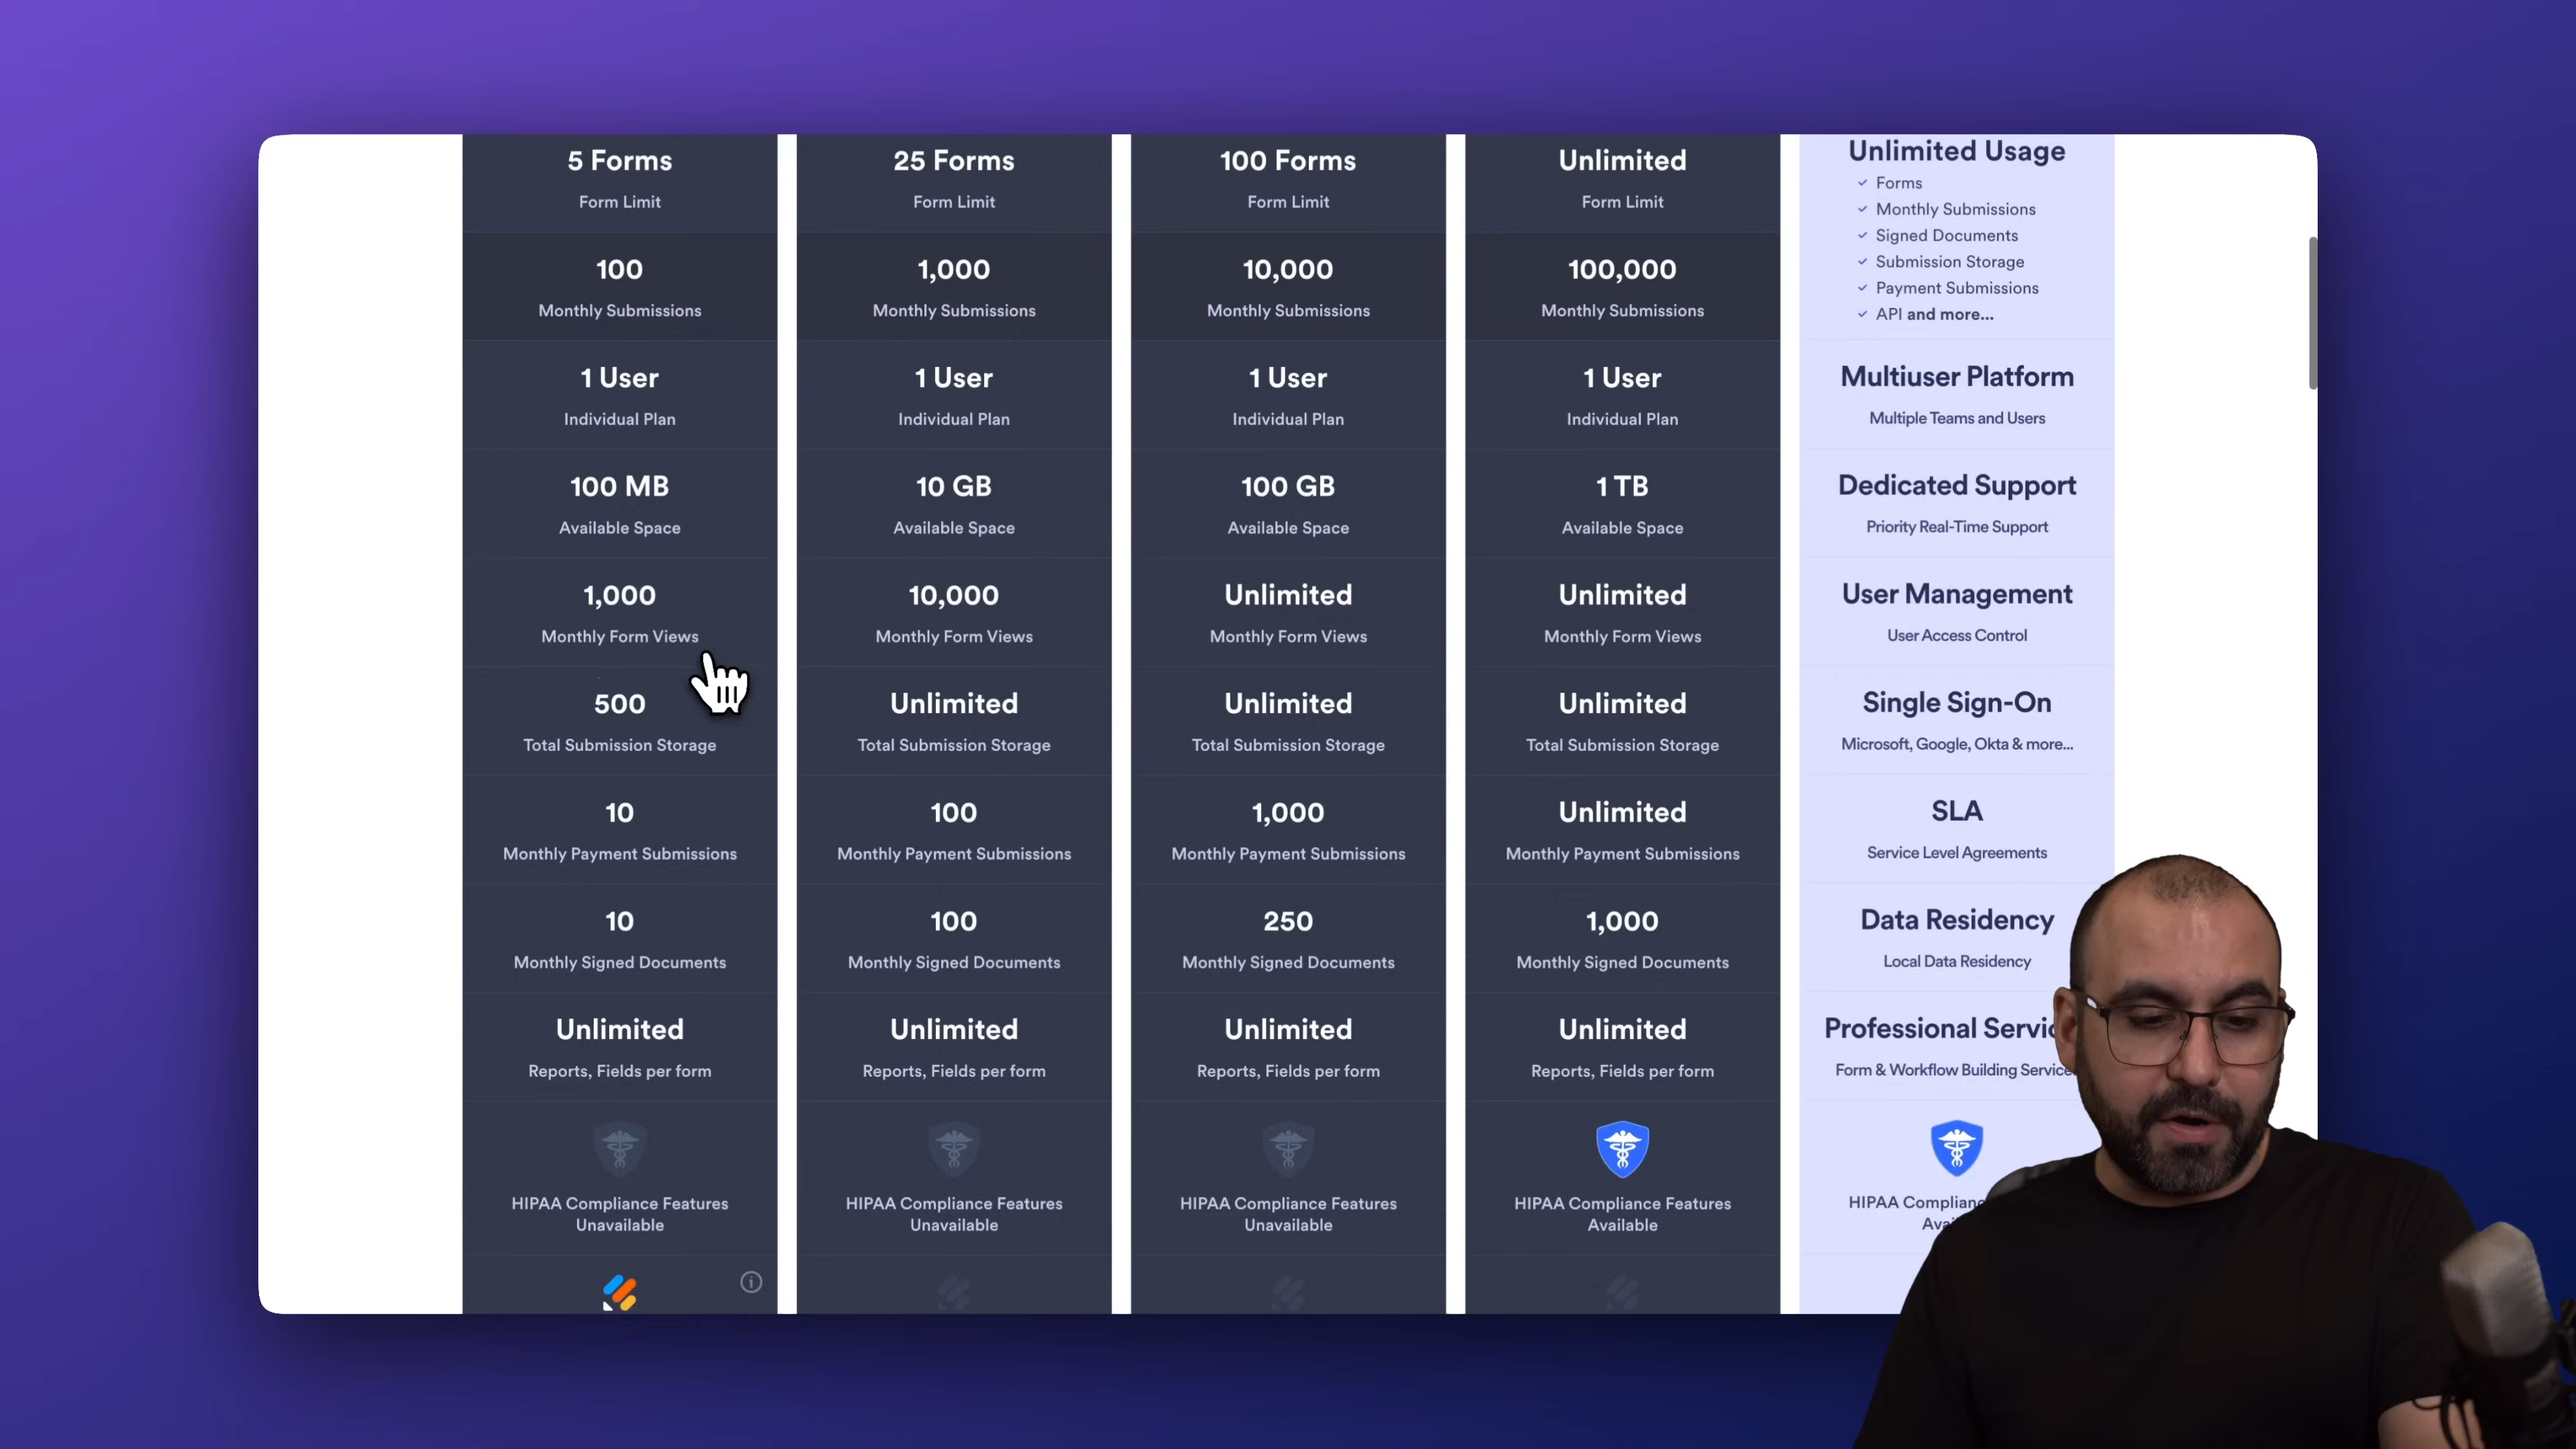 5 Forms
Form Limit
100
Monthly Submissions
1 User
Individual Plan
100 MB
Available Space
1,000
Monthly Form Views
500
Total Submission Storage
10
Monthly Payment Submissions
10
Monthly Signed Documents
Unlimited
Reports, Fields per form
HIPAA Compliance Features
Unavailable
25 Forms
Form Limit
1,000
Monthly Submissions
1 User
Individual Plan
10 GB
Available Space
10,000
Monthly Form Views
Unlimited
Total Submission Storage
100
Monthly Payment Submissions
100
Monthly Signed Documents
Unlimited
Reports, Fields per form
HIPAA Compliance Features
Unavailable
100 Forms
Form Limit
10,000
Monthly Submissions
1 User
Individual Plan
100 GB
Available Space
Unlimited
Monthly Form Views
Unlimited
Total Submission Storage
1,000
Monthly Payment Submissions
250
Monthly Signed Documents
Unlimited
Reports, Fields per form
HIPAA Compliance Features
Unavailable
Unlimited
Form Limit
100,000
Monthly Submissions
1 User
Individual Plan
1 TB
Available Space
Unlimited
Monthly Form Views
Unlimited
Total Submission Storage
Unlimited
Monthly Payment Submissions
1,000
Monthly Signed Documents
Unlimited
Reports, Fields per form
HIPAA Compliance Features
Available
Unlimited Usage
Forms
Monthly Submissions
Signed Documents
Submission Storage
Payment Submissions
API and more...
Multiuser Platform
Multiple Teams and Users
Dedicated Support
Priority Real-Time Support
User Management
User Access Control
Single Sign-On
Microsoft, Google, Okta & more...
SLA
Service Level Agreements
Data Residency
Local Data Residency
Professional
Form & Workflow Building Service
HIPAA